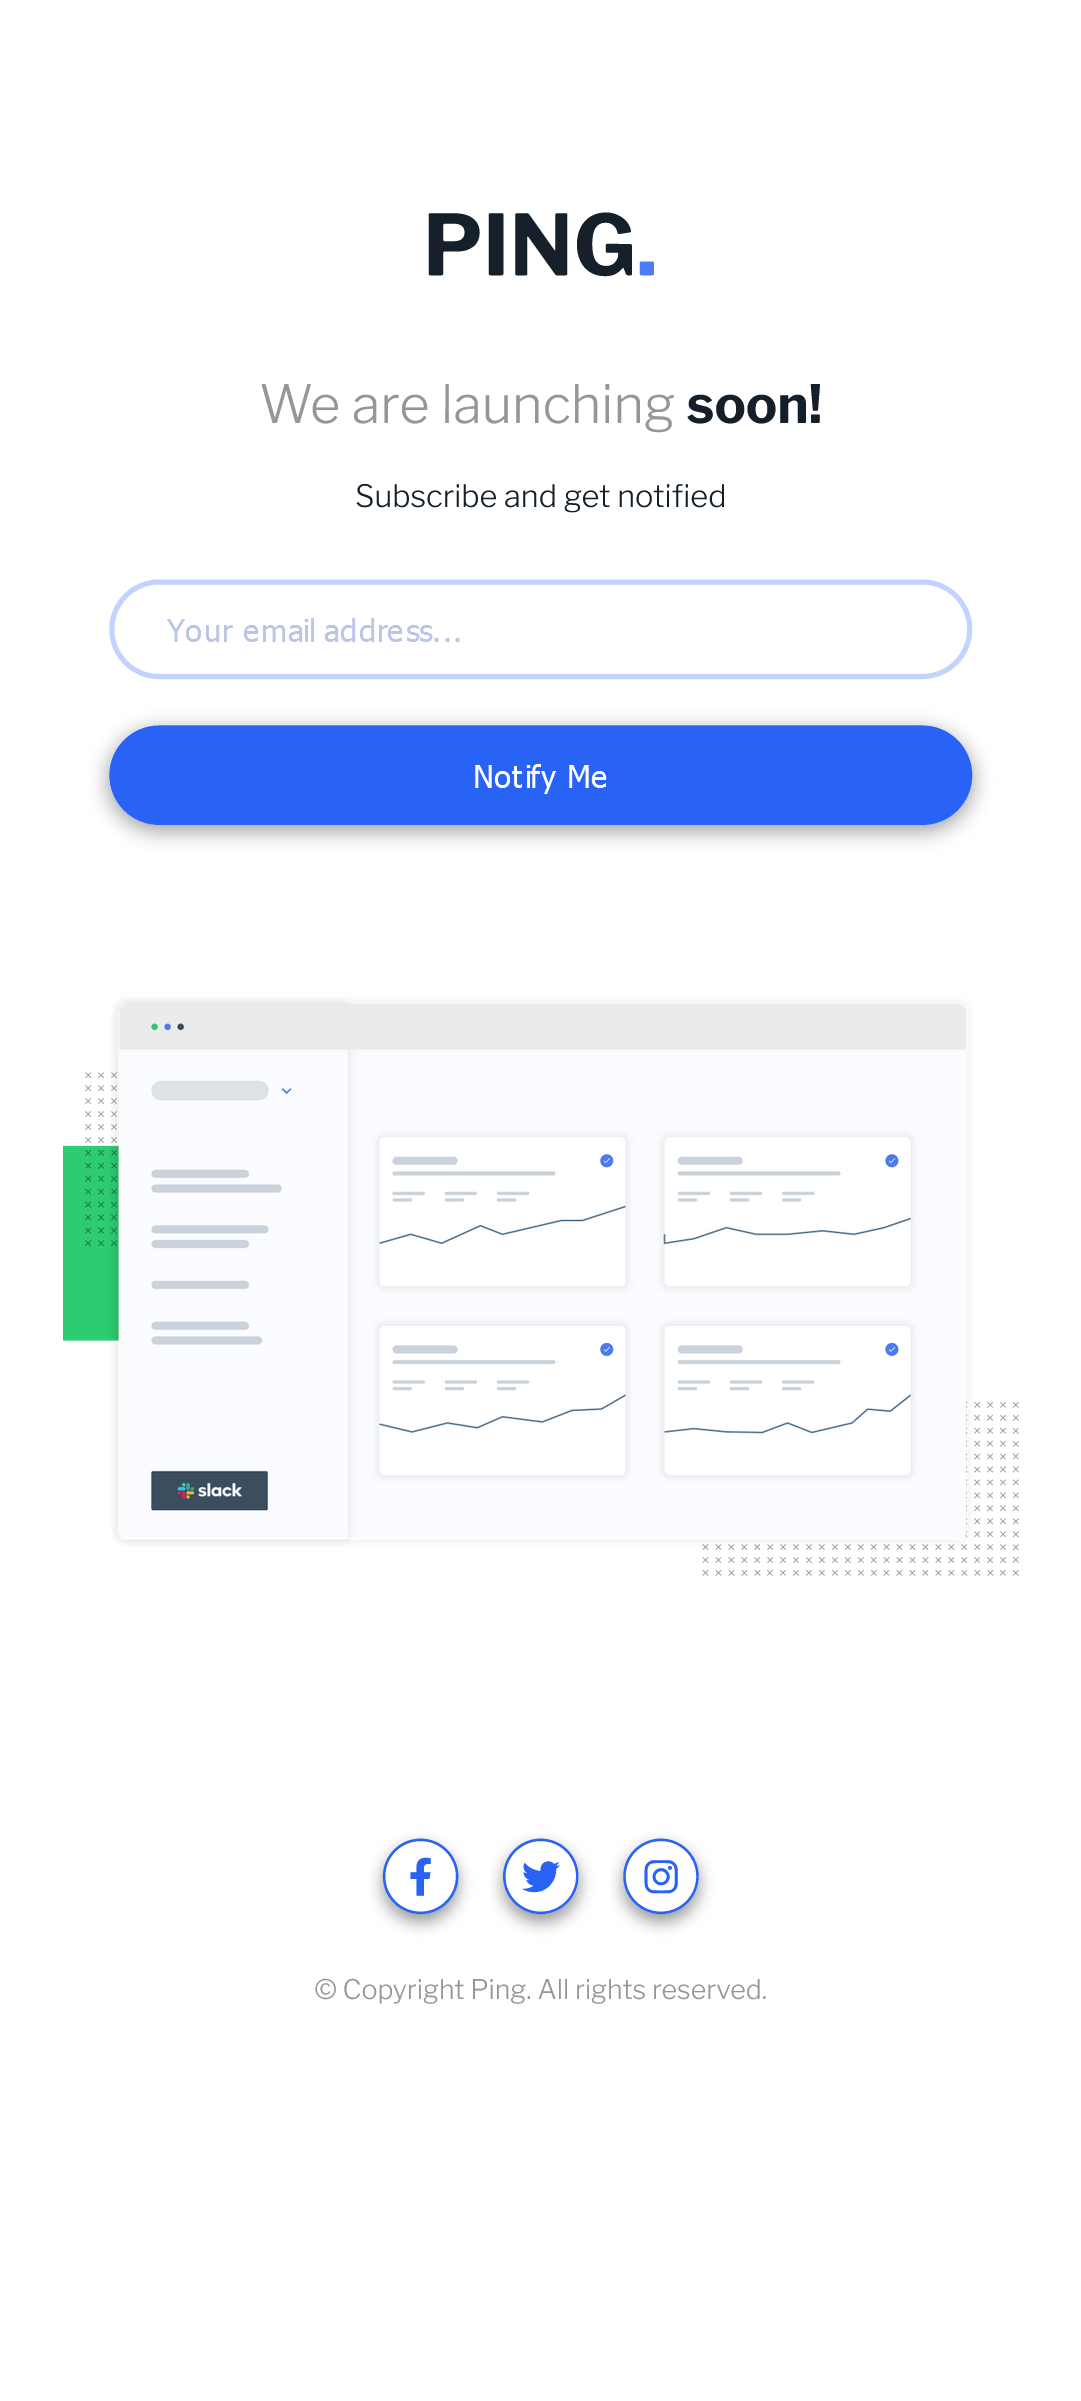 PING.
We are launching soon!
Subscribe and get notified
Your email address...
Notify Me
slack
© Copyright Ping. All rights reserved.